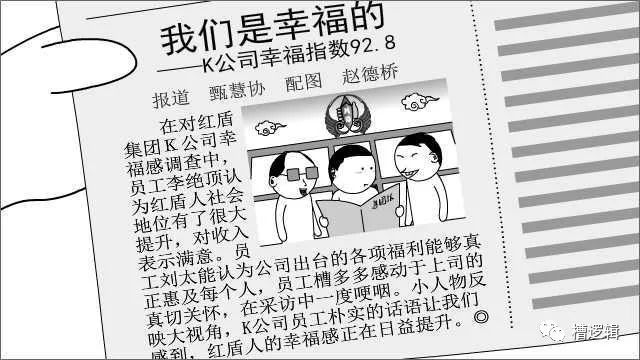 我们是幸福的
——K公司幸福指数92.8
报道 甄慧协 配图 赵德桥
在对红盾
集团K公司幸
福感调查中，
员工李绝顶认
为红盾人社会
地位有了很大
提升，对收入
表示满意。员
工刘太能认为公司出台的各项福利能够真
正惠及每个人，员工槽多多感动于上司的
真切关怀，在采访中一度哽咽。小人物反
映大视角，K公司员工朴实的话语让我们
感到，红盾人的幸福感正在日益提升。◎
槽逻辑